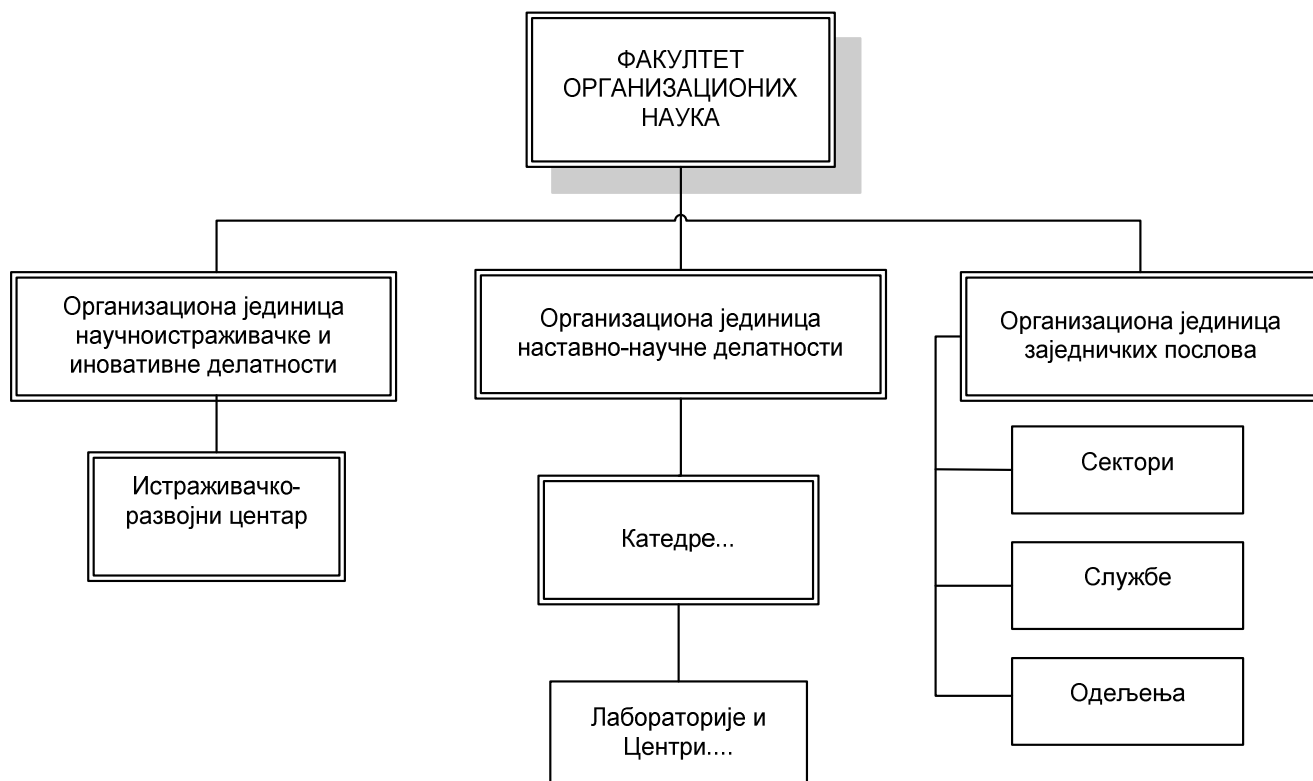 ФАКУЛТЕТ
ОРГАНИЗАЦИОНИХ
НАУКА
Организациона јединица
научноистраживачке и
иновативне делатности
Организациона јединица
наставно-научне делатности
Организациона јединица
заједничких послова
Истраживачко-
развојни центар
Катедре...
Лабораторије и
Центри....
Сектори
Службе
Одељења